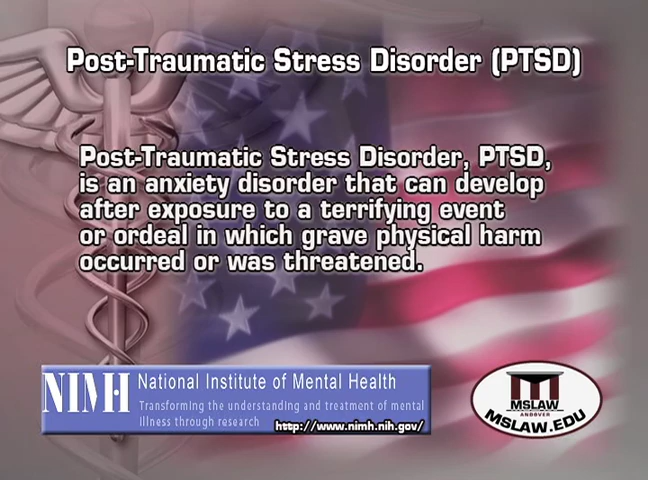 Post-Traumatic Stress Disorder (PTSD)
Post-Traumatic Stress Disorder, PTSD,
is an anxiety disorder that can develop
after exposure to a terrifying event
or ordeal in which grave physical harm
occurred or was threatened.
NIMH National Institute of Mental Health
Transforming the understanding and treatment of mental
illness through research http://www.nimh.nih.gov/
MSLAW
ANDOVER
MSLAW.EDU